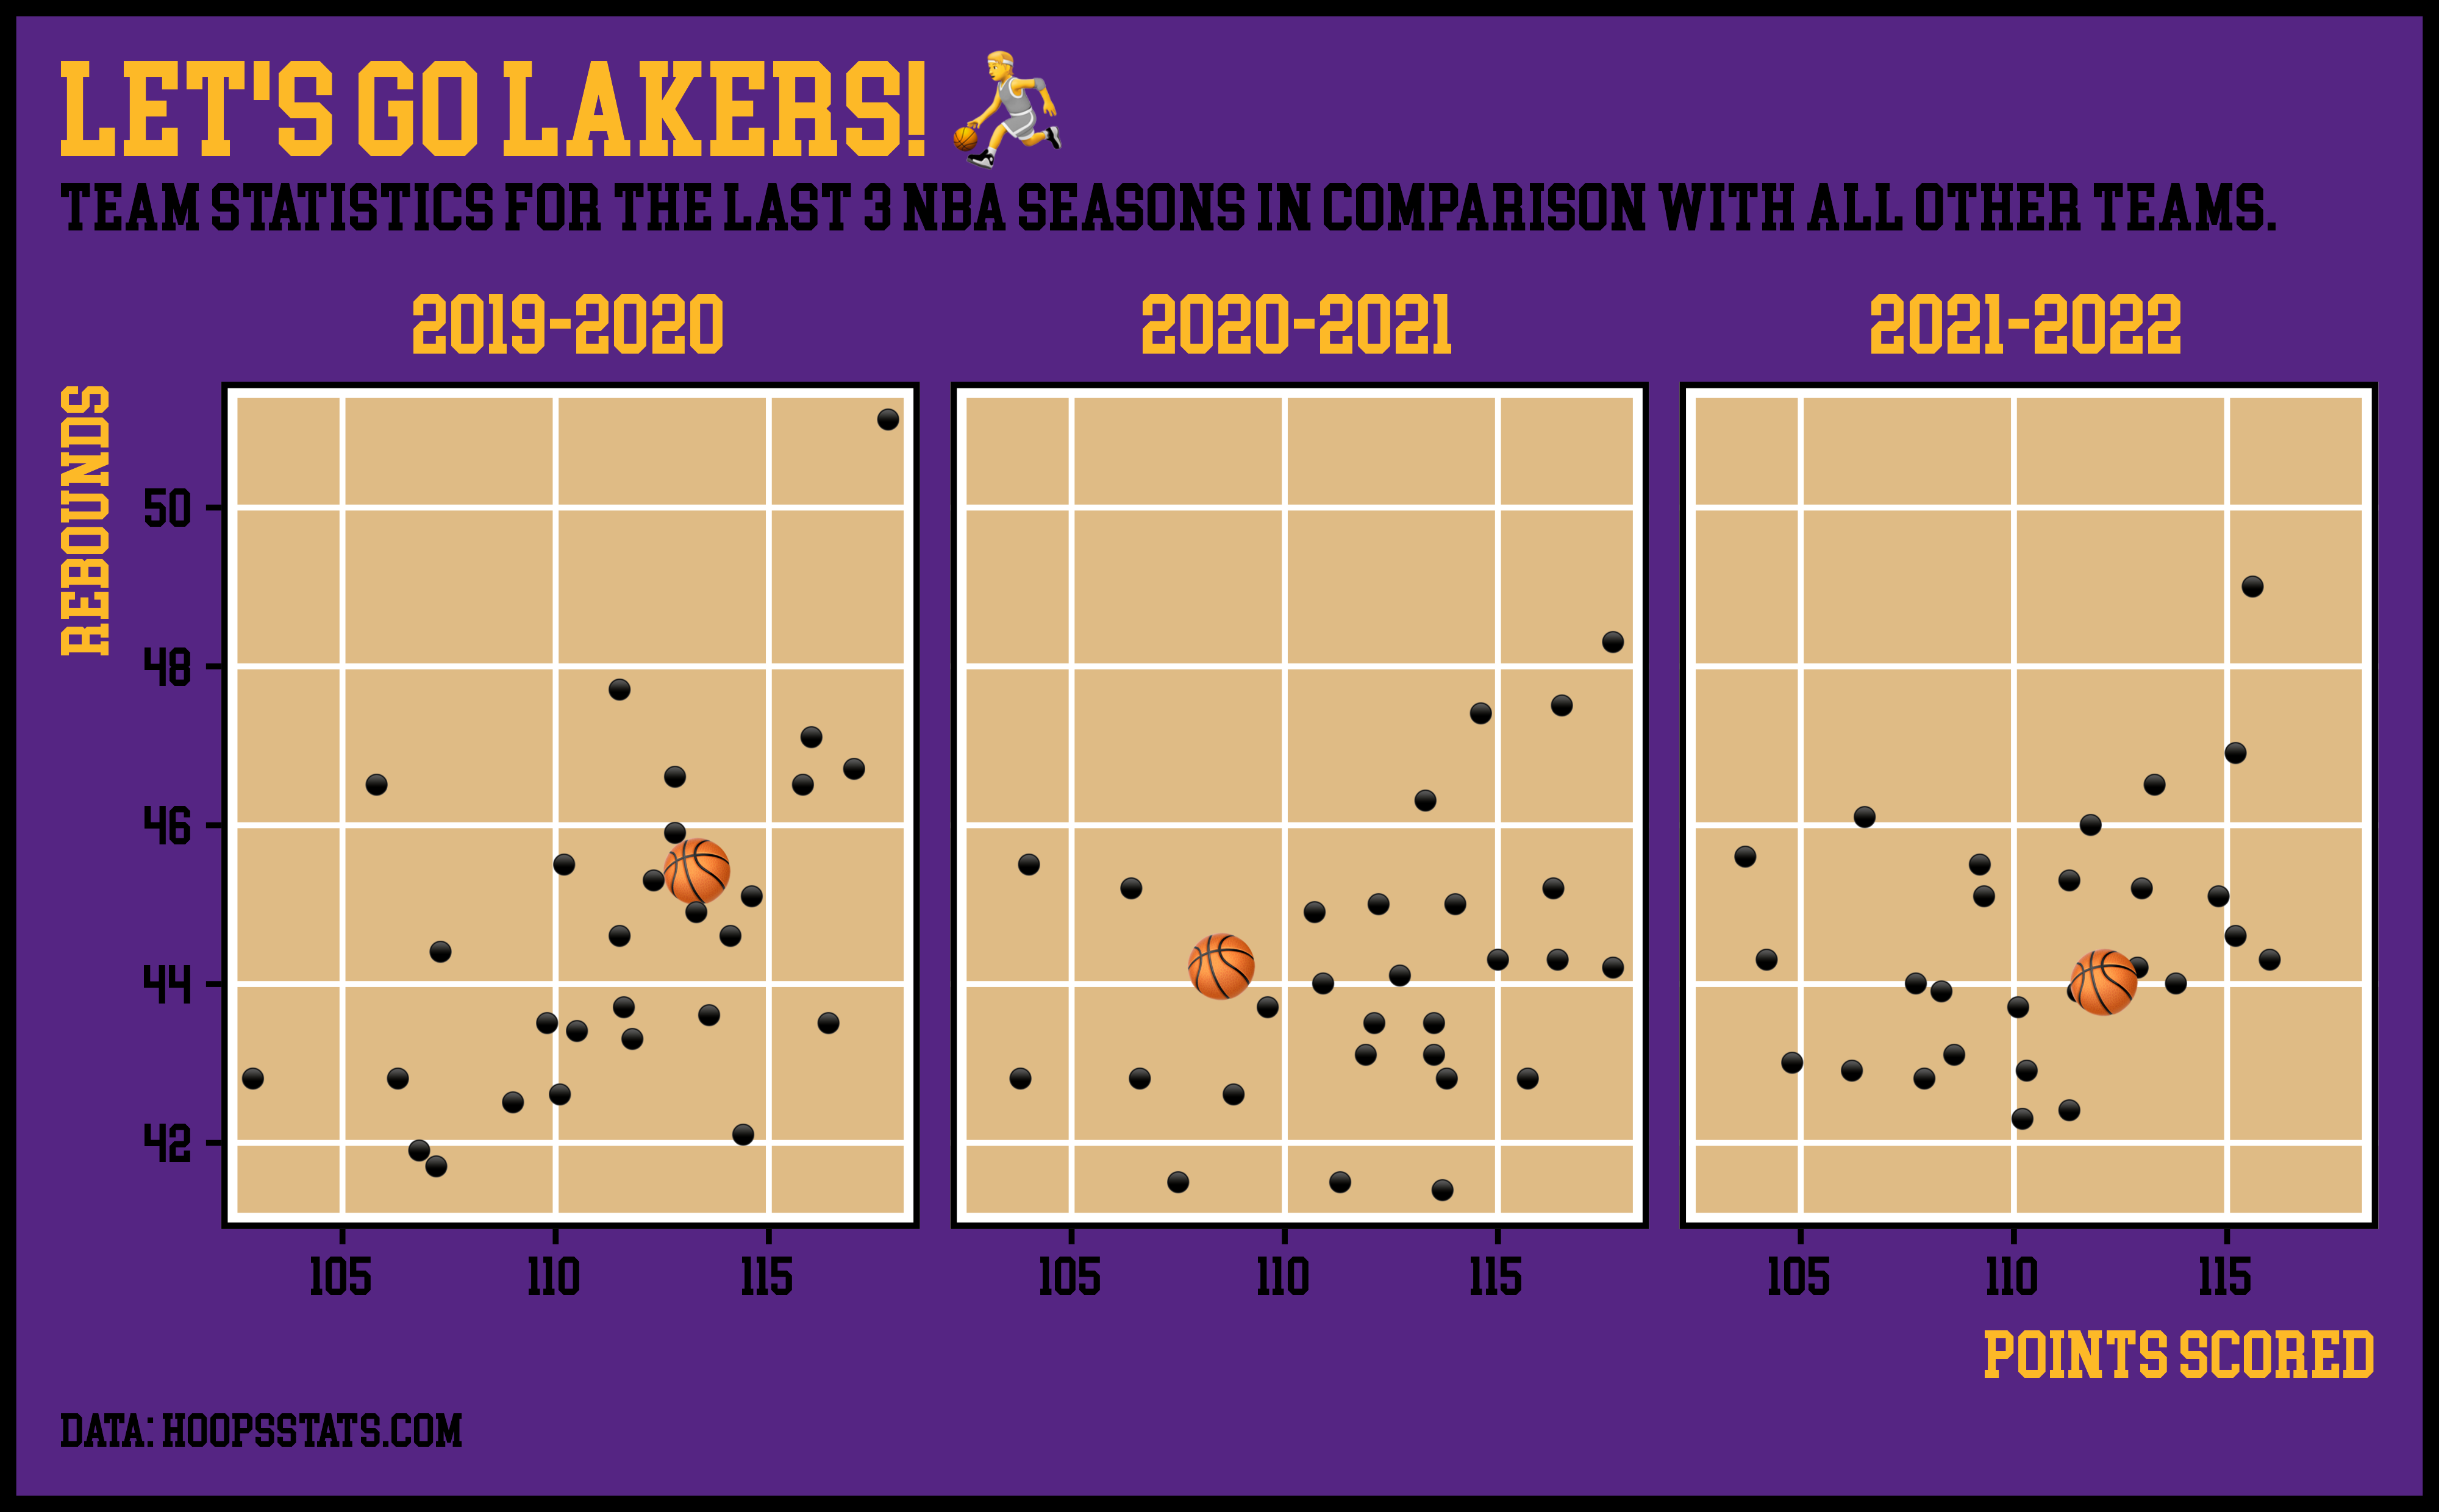 LET'S GO LAKERS!
TEAM STATISTICS FOR THE LAST 3 NBA SEASONS IN COMPARISON WITH ALL OTHER TEAMS.
2019-2020 2020-2021 2021-2022
REBOUNDS
50
48
46
44
42
105 110 115 105 110 115 105 110 115
POINTS SCORED
DATA: HOOPSSTATS.COM